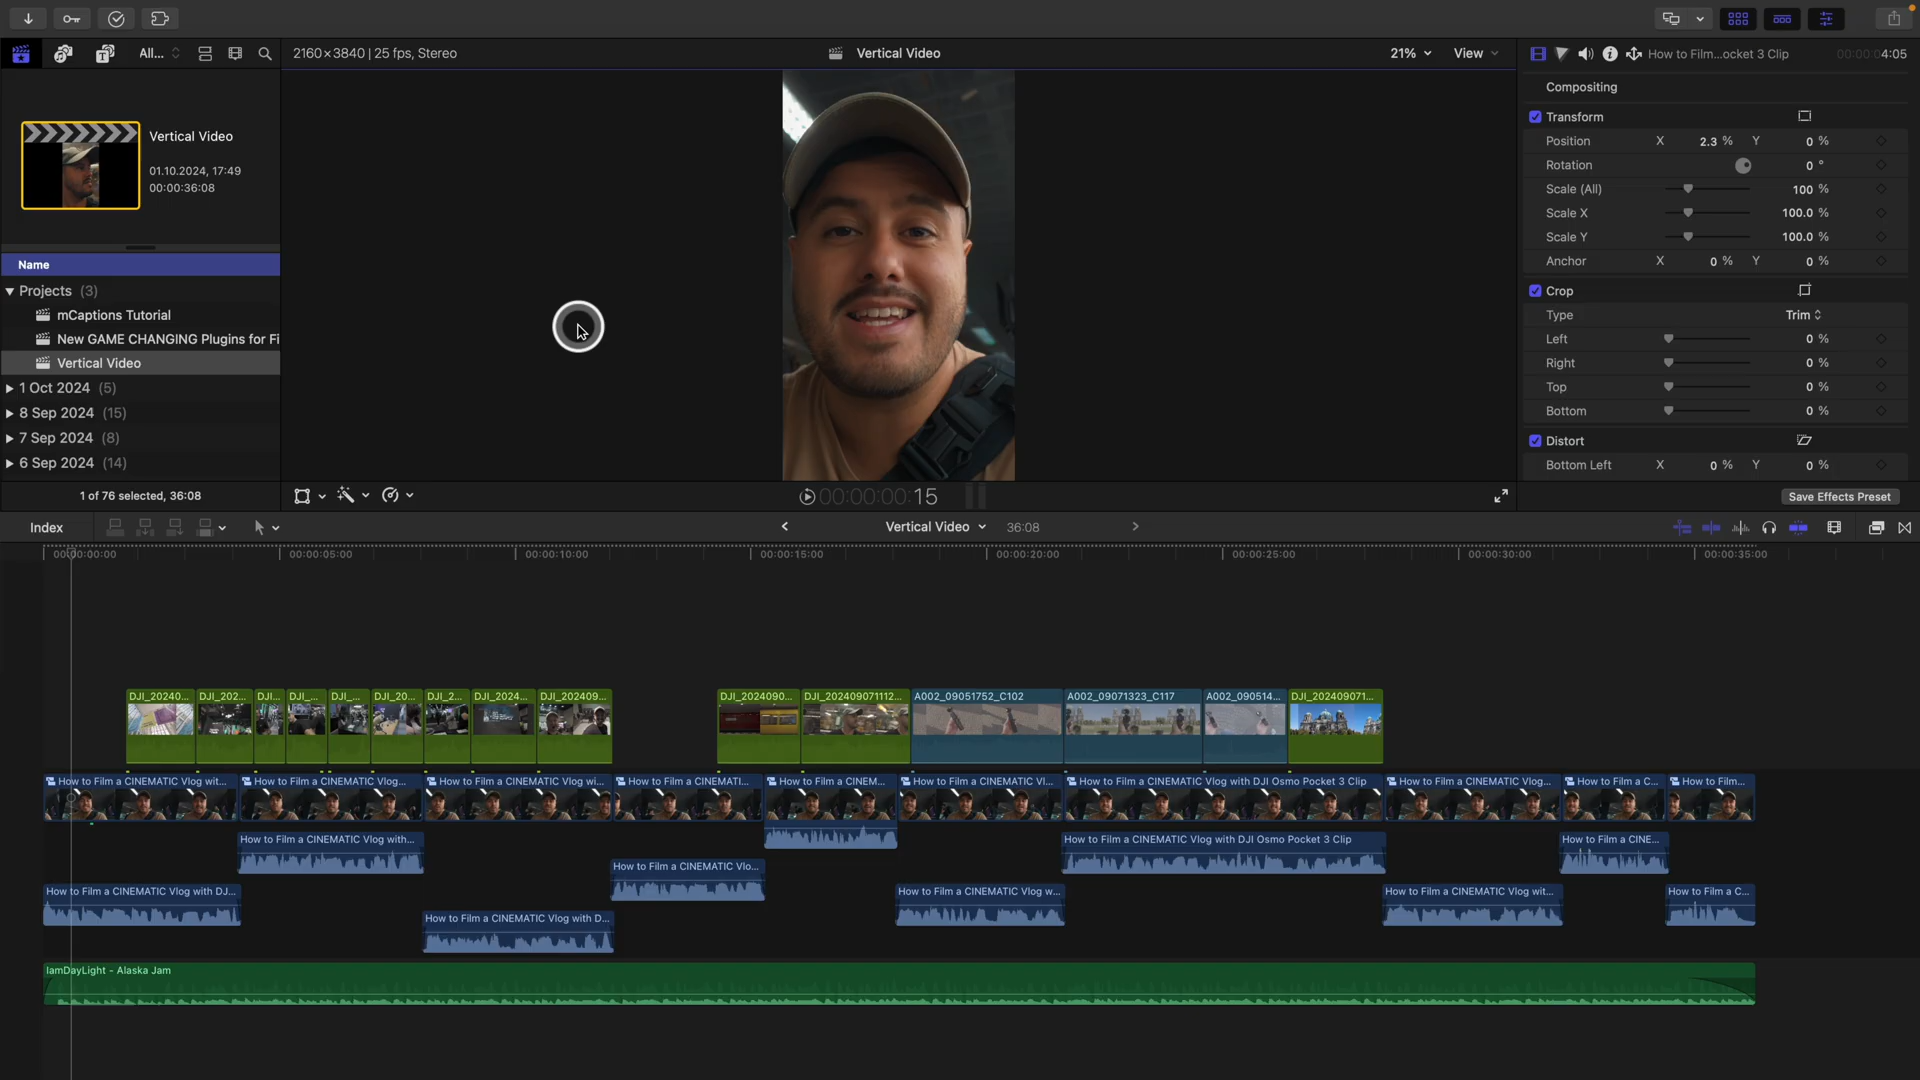 All...
2160×3840 | 25 fps, Stereo
Vertical Video
21%
View
How to Film...ocket 3 Clip
00:00:04:05
Vertical Video
01.10.2024, 17:49
00:00:36:08
Name
Projects (3)
mCaptions Tutorial
New GAME CHANGING Plugins for Fi
Vertical Video
1 Oct 2024 (5)
8 Sep 2024 (15)
7 Sep 2024 (8)
6 Sep 2024 (14)
1 of 76 selected, 36:08
Compositing
Transform
Position X 2.3 % Y 0 %
Rotation 0 °
Scale (All) 100 %
Scale X 100.0 %
Scale Y 100.0 %
Anchor X 0 % Y 0 %
Crop
Type Trim
Left 0 %
Right 0 %
Top 0 %
Bottom 0 %
Distort
Bottom Left X 0 % Y 0 %
Save Effects Preset
00:00:00:15
Index
Vertical Video
36:08
00:00:00:00 00:00:05:00 00:00:10:00 00:00:15:00 00:00:20:00 00:00:25:00 00:00:30:00 00:00:35:00
DJI_20240... DJI_202... DJI... DJI_... DJI_... DJI_20... DJI_2... DJI_2024... DJI_202409... DJI_2024090... DJI_202409071112... A002_09051752_C102 A002_09071323_C117 A002_090514... DJI_202409071...
How to Film a CINEMATIC Vlog wit... How to Film a CINEMATIC Vlog... How to Film a CINEMATIC Vlog wi... How to Film a CINEMATI... How to Film a CINEM... How to Film a CINEMATIC Vl... How to Film a CINEMATIC Vlog with DJI Osmo Pocket 3 Clip How to Film a CINEMATIC Vlog... How to Film a C... How to Film...
How to Film a CINEMATIC Vlog with... How to Film a CINEMATIC Vlog with DJI Osmo Pocket 3 Clip How to Film a CINE...
How to Film a CINEMATIC Vlo...
How to Film a CINEMATIC Vlog with DJ... How to Film a CINEMATIC Vlog w... How to Film a CINEMATIC Vlog wit... How to Film a C...
How to Film a CINEMATIC Vlog with D...
IamDayLight - Alaska Jam